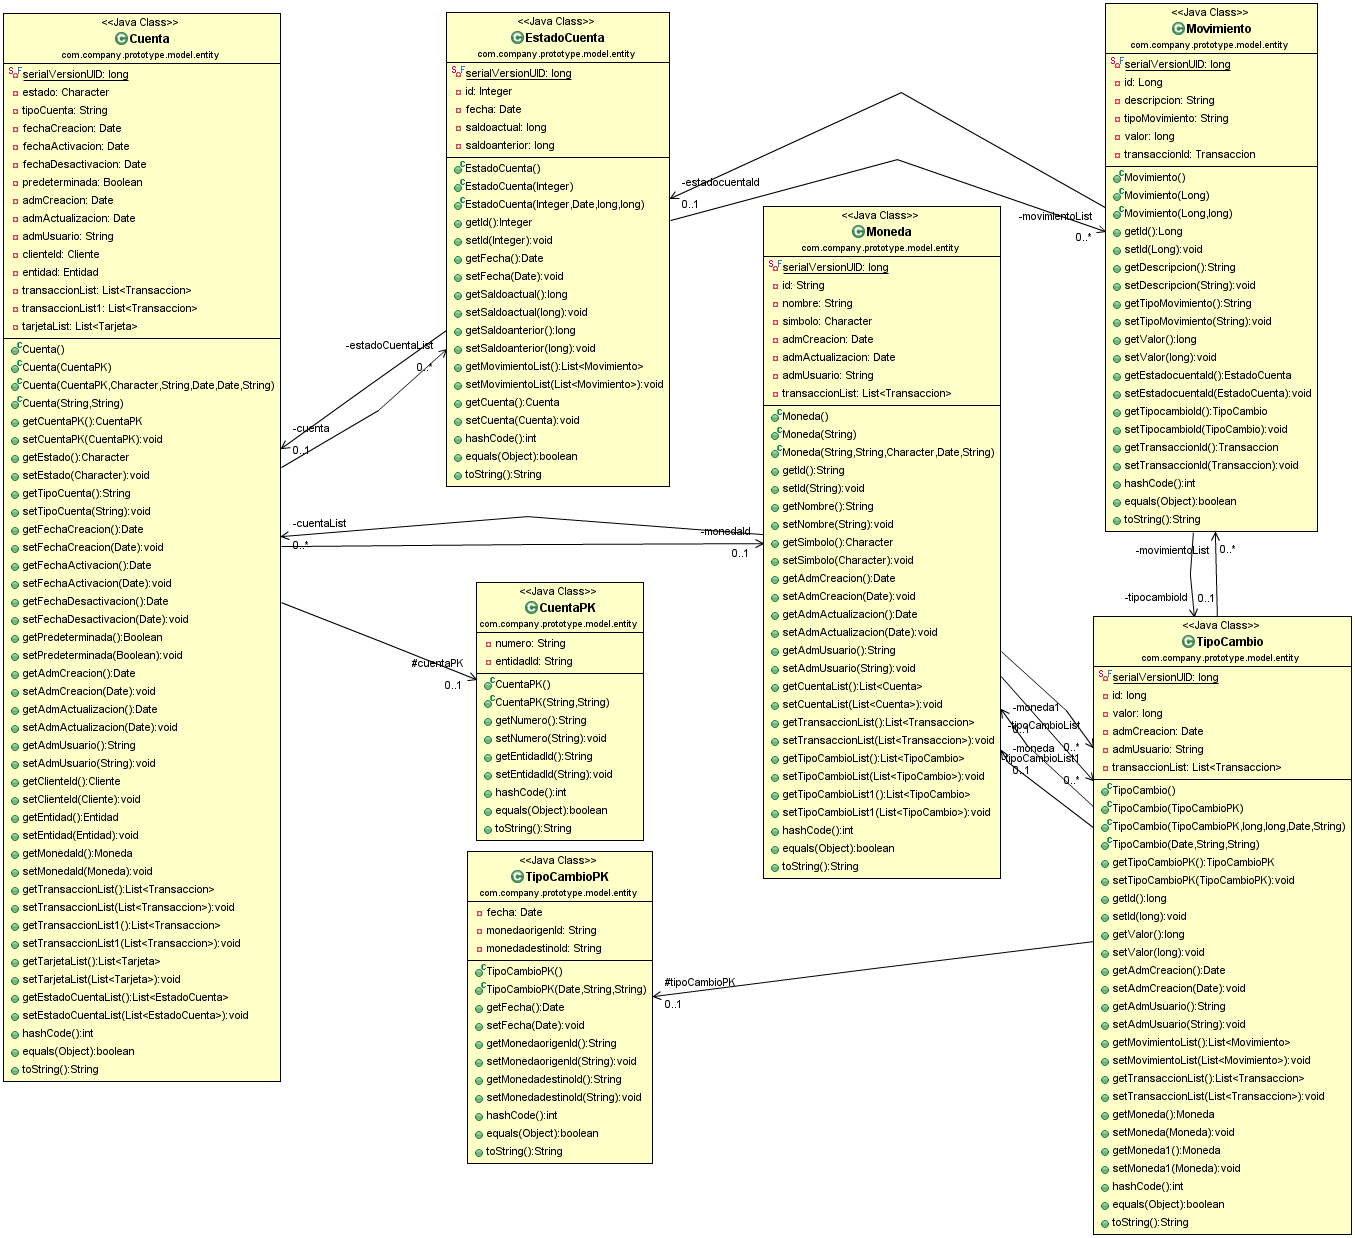 <<Java Class>>
Cuenta
com.company.prototype.model.entity
serialVersionUID: long
estado: Character
tipoCuenta: String
fechaCreacion: Date
fechaActivacion: Date
fechaDesactivacion: Date
predeterminada: Boolean
admCreacion: Date
admActualizacion: Date
admUsuario: String
clienteId: Cliente
entidad: Entidad
transaccionList: List<Transaccion>
transaccionList1: List<Transaccion>
tarjetaList: List<Tarjeta>
Cuenta()
Cuenta(CuentaPK)
Cuenta(CuentaPK,Character,String,Date,Date,String)
Cuenta(String,String)
getCuentaPK():CuentaPK
setCuentaPK(CuentaPK):void
getEstado():Character
setEstado(Character):void
getTipoCuenta():String
setTipoCuenta(String):void
getFechaCreacion():Date
setFechaCreacion(Date):void
getFechaActivacion():Date
setFechaActivacion(Date):void
getFechaDesactivacion():Date
setFechaDesactivacion(Date):void
getPredeterminada():Boolean
setPredeterminada(Boolean):void
getAdmCreacion():Date
setAdmCreacion(Date):void
getAdmActualizacion():Date
setAdmActualizacion(Date):void
getAdmUsuario():String
setAdmUsuario(String):void
getClienteId():Cliente
setClienteId(Cliente):void
getEntidad():Entidad
setEntidad(Entidad):void
getMonedaId():Moneda
setMonedaId(Moneda):void
getTransaccionList():List<Transaccion>
setTransaccionList(List<Transaccion>):void
getTransaccionList1():List<Transaccion>
setTransaccionList1(List<Transaccion>):void
getTarjetaList():List<Tarjeta>
setTarjetaList(List<Tarjeta>):void
getEstadoCuentaList():List<EstadoCuenta>
setEstadoCuentaList(List<EstadoCuenta>):void
hashCode():int
equals(Object):boolean
toString():String
<<Java Class>>
EstadoCuenta
com.company.prototype.model.entity
serialVersionUID: long
id: Integer
fecha: Date
saldoactual: long
saldoanterior: long
EstadoCuenta()
EstadoCuenta(Integer)
EstadoCuenta(Integer,Date,long,long)
getId():Integer
setId(Integer):void
getFecha():Date
setFecha(Date):void
getSaldoactual():long
setSaldoactual(long):void
getSaldoanterior():long
setSaldoanterior(long):void
getMovimientoList():List<Movimiento>
setMovimientoList(List<Movimiento>):void
getCuenta():Cuenta
setCuenta(Cuenta):void
hashCode():int
equals(Object):boolean
toString():String
-estadoCuentaList
0..*
-cuenta
0..1
-cuentaList
0..*
-monedaId
0..1
#cuentaPK
0..1
-estadocuentaId
0..1
-movimientoList
0..*
<<Java Class>>
CuentaPK
com.company.prototype.model.entity
numero: String
entidadId: String
CuentaPK()
CuentaPK(String,String)
getNumero():String
setNumero(String):void
getEntidadId():String
setEntidadId(String):void
hashCode():int
equals(Object):boolean
toString():String
<<Java Class>>
TipoCambioPK
com.company.prototype.model.entity
fecha: Date
monedaorigenId: String
monedadestinoId: String
TipoCambioPK()
TipoCambioPK(Date,String,String)
getFecha():Date
setFecha(Date):void
getMonedaorigenId():String
setMonedaorigenId(String):void
getMonedadestinoId():String
setMonedadestinoId(String):void
hashCode():int
equals(Object):boolean
toString():String
<<Java Class>>
Moneda
com.company.prototype.model.entity
serialVersionUID: long
id: String
nombre: String
simbolo: Character
admCreacion: Date
admActualizacion: Date
admUsuario: String
transaccionList: List<Transaccion>
Moneda()
Moneda(String)
Moneda(String,String,Character,Date,String)
getId():String
setId(String):void
getNombre():String
setNombre(String):void
getSimbolo():Character
setSimbolo(Character):void
getAdmCreacion():Date
setAdmCreacion(Date):void
getAdmActualizacion():Date
setAdmActualizacion(Date):void
getAdmUsuario():String
setAdmUsuario(String):void
getCuentaList():List<Cuenta>
setCuentaList(List<Cuenta>):void
getTransaccionList():List<Transaccion>
setTransaccionList(List<Transaccion>):void
getTipoCambioList():List<TipoCambio>
setTipoCambioList(List<TipoCambio>):void
getTipoCambioList1():List<TipoCambio>
setTipoCambioList1(List<TipoCambio>):void
hashCode():int
equals(Object):boolean
toString():String
-moneda1
0..1
-tipoCambioList
0..*
-moneda
0..1
-tipoCambioList1
0..*
#tipoCambioPK
0..1
<<Java Class>>
Movimiento
com.company.prototype.model.entity
serialVersionUID: long
id: Long
descripcion: String
tipoMovimiento: String
valor: long
transaccionId: Transaccion
Movimiento()
Movimiento(Long)
Movimiento(Long,long)
getId():Long
setId(Long):void
getDescripcion():String
setDescripcion(String):void
getTipoMovimiento():String
setTipoMovimiento(String):void
getValor():long
setValor(long):void
getEstadocuentaId():EstadoCuenta
setEstadocuentaId(EstadoCuenta):void
getTipocambioId():TipoCambio
setTipocambioId(TipoCambio):void
getTransaccionId():Transaccion
setTransaccionId(Transaccion):void
hashCode():int
equals(Object):boolean
toString():String
-movimientoList
0..*
-tipocambioId
0..1
<<Java Class>>
TipoCambio
com.company.prototype.model.entity
serialVersionUID: long
id: long
valor: long
admCreacion: Date
admUsuario: String
transaccionList: List<Transaccion>
TipoCambio()
TipoCambio(TipoCambioPK)
TipoCambio(TipoCambioPK,long,long,Date,String)
TipoCambio(Date,String,String)
getTipoCambioPK():TipoCambioPK
setTipoCambioPK(TipoCambioPK):void
getId():long
setId(long):void
getValor():long
setValor(long):void
getAdmCreacion():Date
setAdmCreacion(Date):void
getAdmUsuario():String
setAdmUsuario(String):void
getMovimientoList():List<Movimiento>
setMovimientoList(List<Movimiento>):void
getTransaccionList():List<Transaccion>
setTransaccionList(List<Transaccion>):void
getMoneda():Moneda
setMoneda(Moneda):void
getMoneda1():Moneda
setMoneda1(Moneda):void
hashCode():int
equals(Object):boolean
toString():String